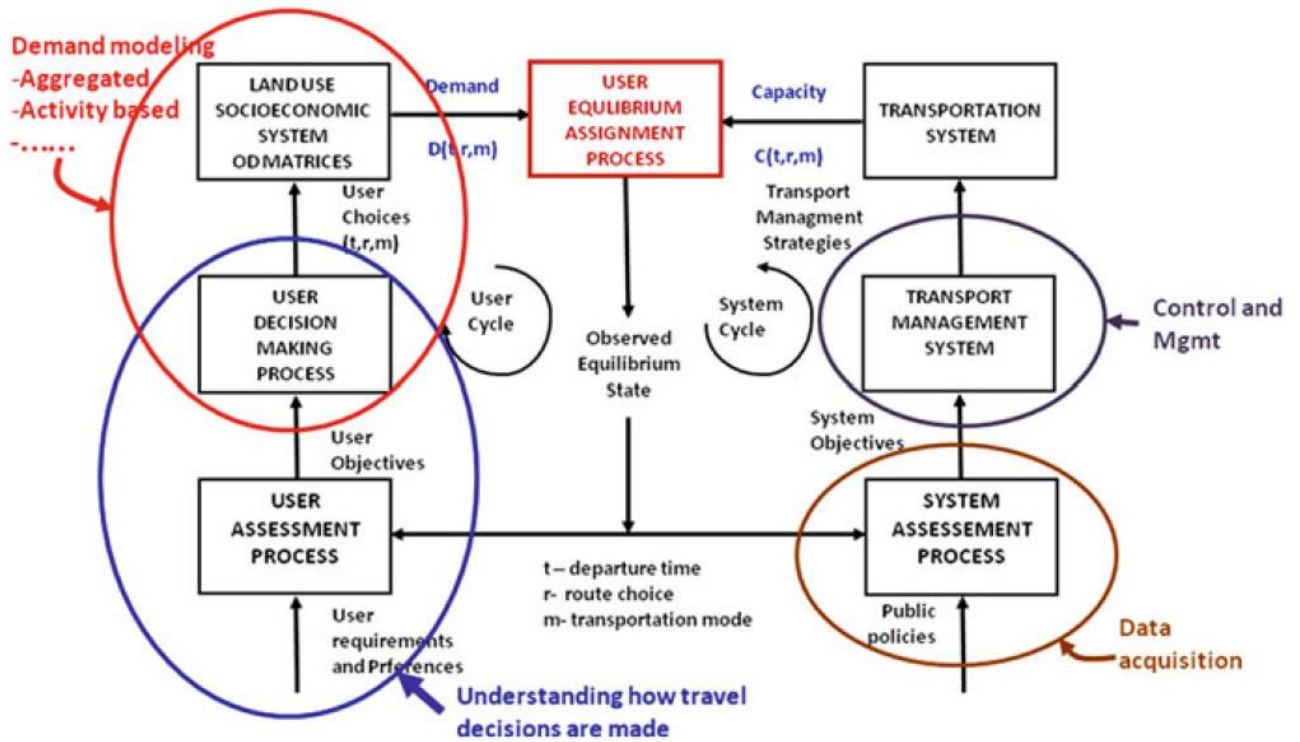 Demand modeling
-Aggregated
-Activity based
-......
LAND USE
SOCIOECONOMIC
SYSTEM
OD MATRICES
Demand
D(t,r,m)
USER
EQULIBRIUM
ASSIGNMENT
PROCESS
Capacity
C(t,r,m)
TRANSPORTATION
SYSTEM
User
Choices
(t,r,m)
Transport
Managment
Strategies
USER
DECISION
MAKING
PROCESS
User
Cycle
Observed
Equilibrium
State
System
Cycle
TRANSPORT
MANAGEMENT
SYSTEM
Control and
Mgmt
User
Objectives
System
Objectives
USER
ASSESSMENT
PROCESS
SYSTEM
ASSESSEMENT
PROCESS
t – departure time
r- route choice
m- transportation mode
User
requirements
and Prferences
Public
policies
Data
acquisition
Understanding how travel
decisions are made